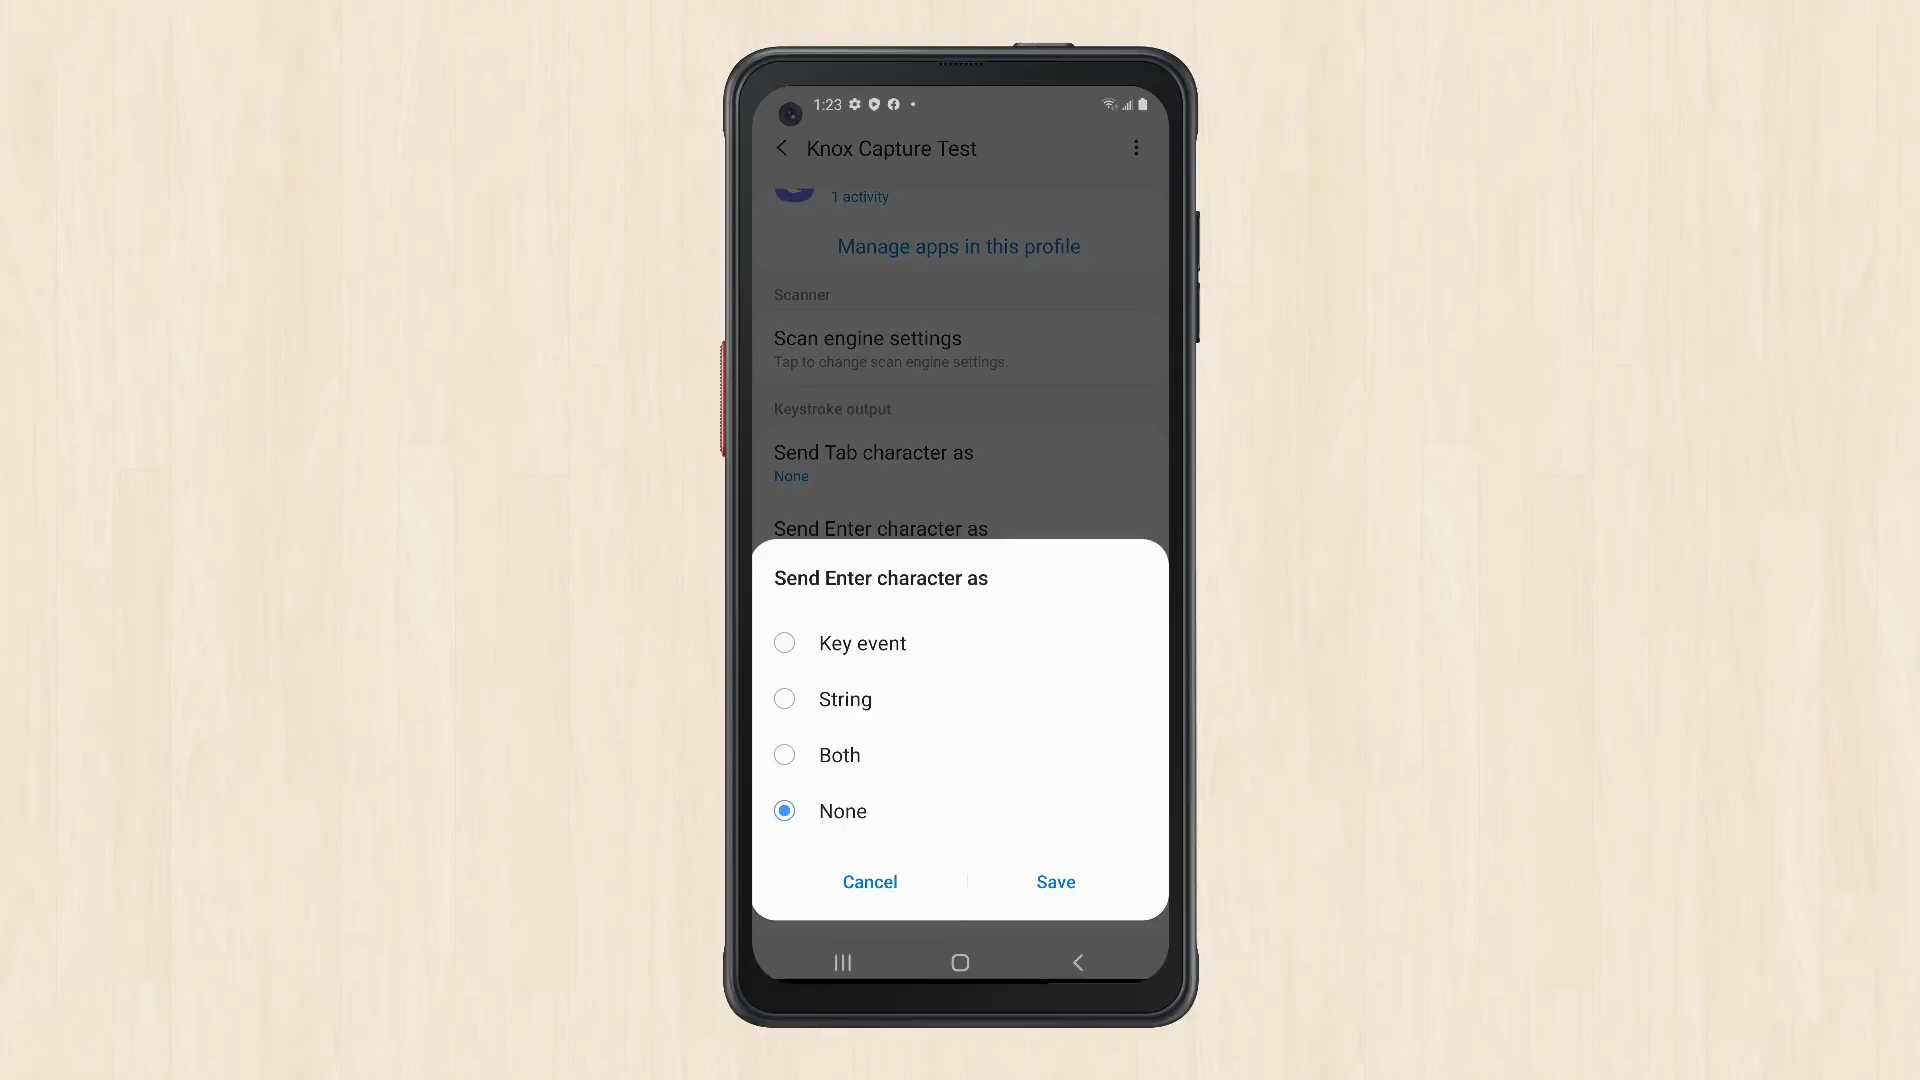 1:23
Knox Capture Test
1 activity
Manage apps in this profile
Scanner
Scan engine settings
Tap to change scan engine settings.
Keystroke output
Send Tab character as
None
Send Enter character as
Send Enter character as
Key event
String
Both
None
Cancel
Save